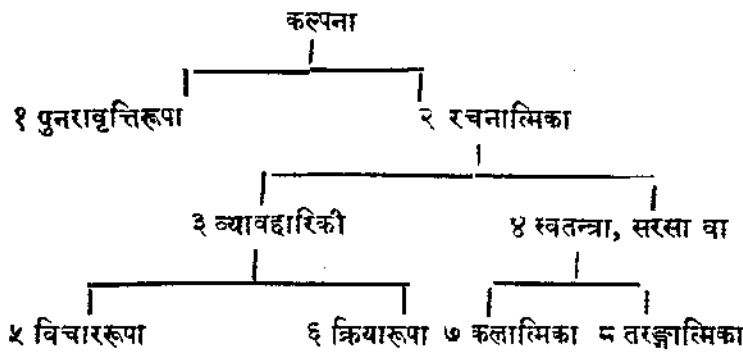 कल्पना
१ पुनरावृत्तिरूपा २ रचनात्मिका
३ व्यावहारिकी ४ स्वतन्त्रा, सरसा वा
५ विचाररूपा ६ क्रियारूपा ७ कलात्मिका ८ तरङ्गात्मिका